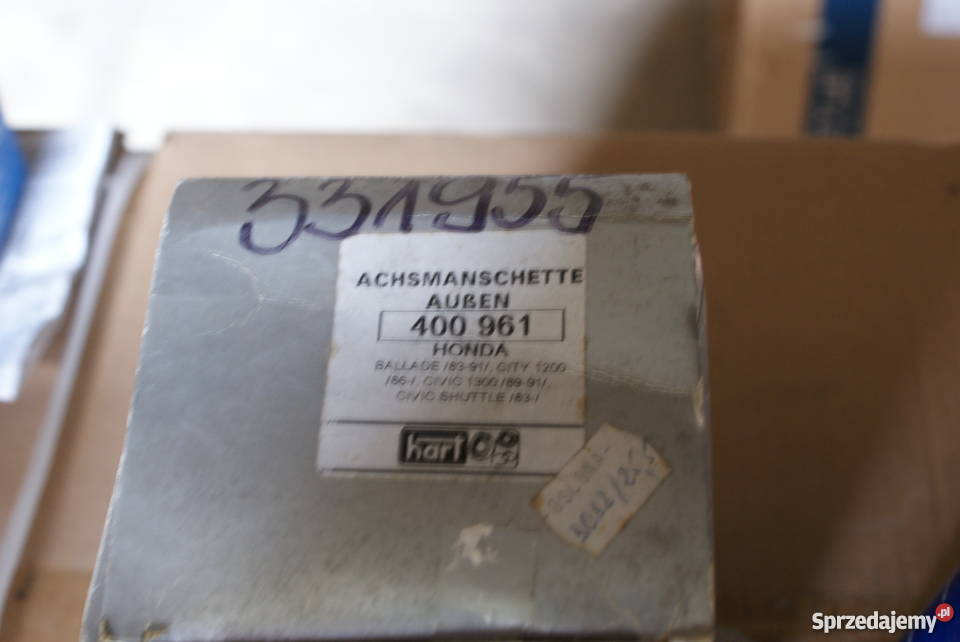 331955
ACHSMANSCHETTE
AUßEN
400 961
HONDA
BALLADE /83-91/, CITY 1200
/86-/, CIVIC 1300 /89-91/,
CIVIC SHUTTLE /83-/
hart
Sprzedajemy.pl